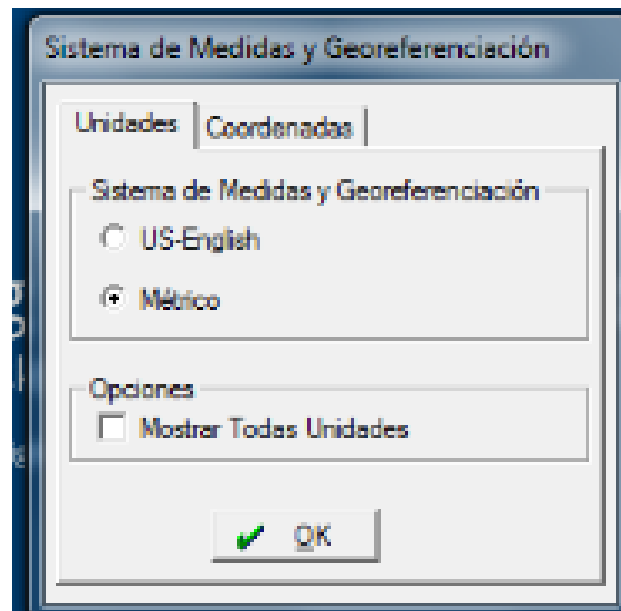 Sistema de Medidas y Georeferenciación
Unidades Coordenadas
Sistema de Medidas y Georeferenciación
US-English
Métrico
Opciones
Mostrar Todas Unidades
OK